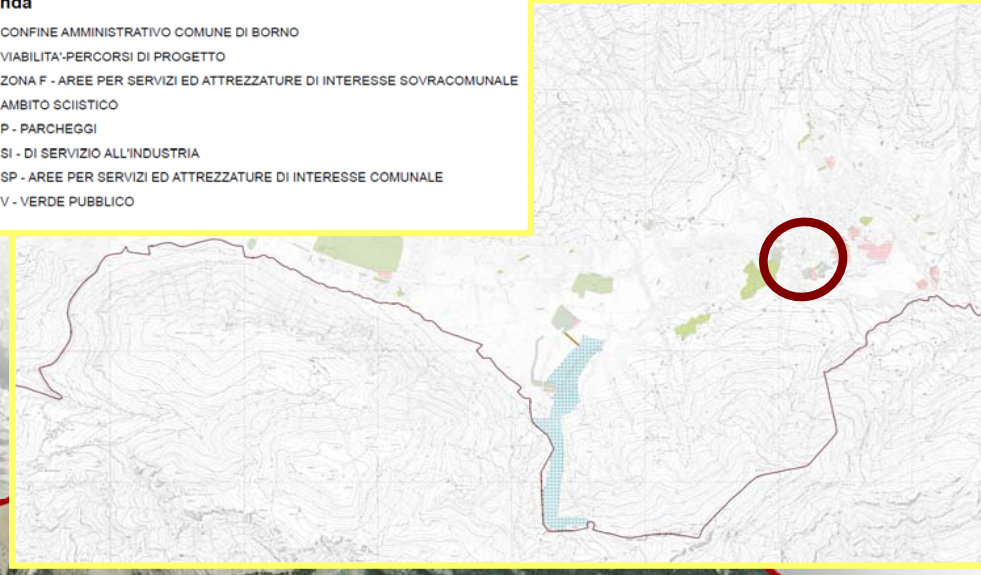 nda
CONFINE AMMINISTRATIVO COMUNE DI BORNO
VIABILITA'-PERCORSI DI PROGETTO
ZONA F - AREE PER SERVIZI ED ATTREZZATURE DI INTERESSE SOVRACOMUNALE
AMBITO SCIISTICO
P - PARCHEGGI
SI - DI SERVIZIO ALL'INDUSTRIA
SP - AREE PER SERVIZI ED ATTREZZATURE DI INTERESSE COMUNALE
V - VERDE PUBBLICO